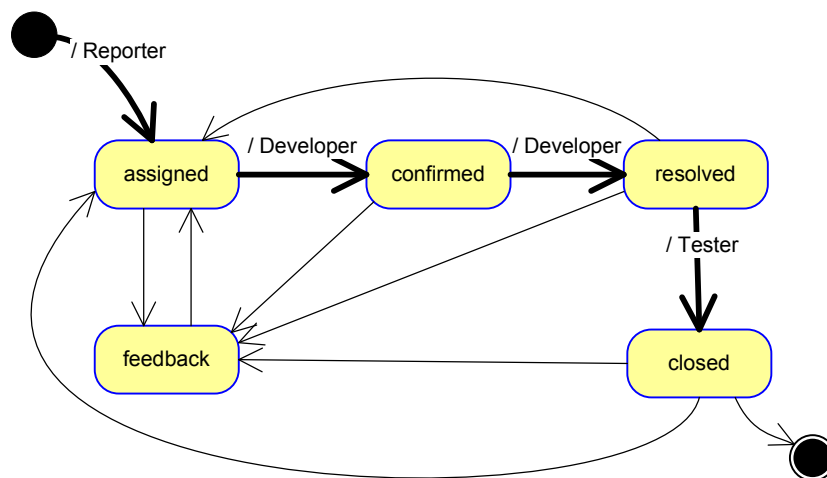 / Reporter
/ Developer
/ Developer
assigned
confirmed
resolved
/ Tester
feedback
closed